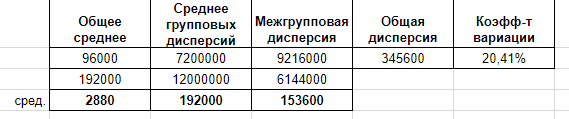 Общее среднее Среднее групповых дисперсий Межгрупповая дисперсия Общая дисперсия Коэфф-т вариации
96000 7200000 9216000 345600 20,41%
192000 12000000 6144000
сред. 2880 192000 153600